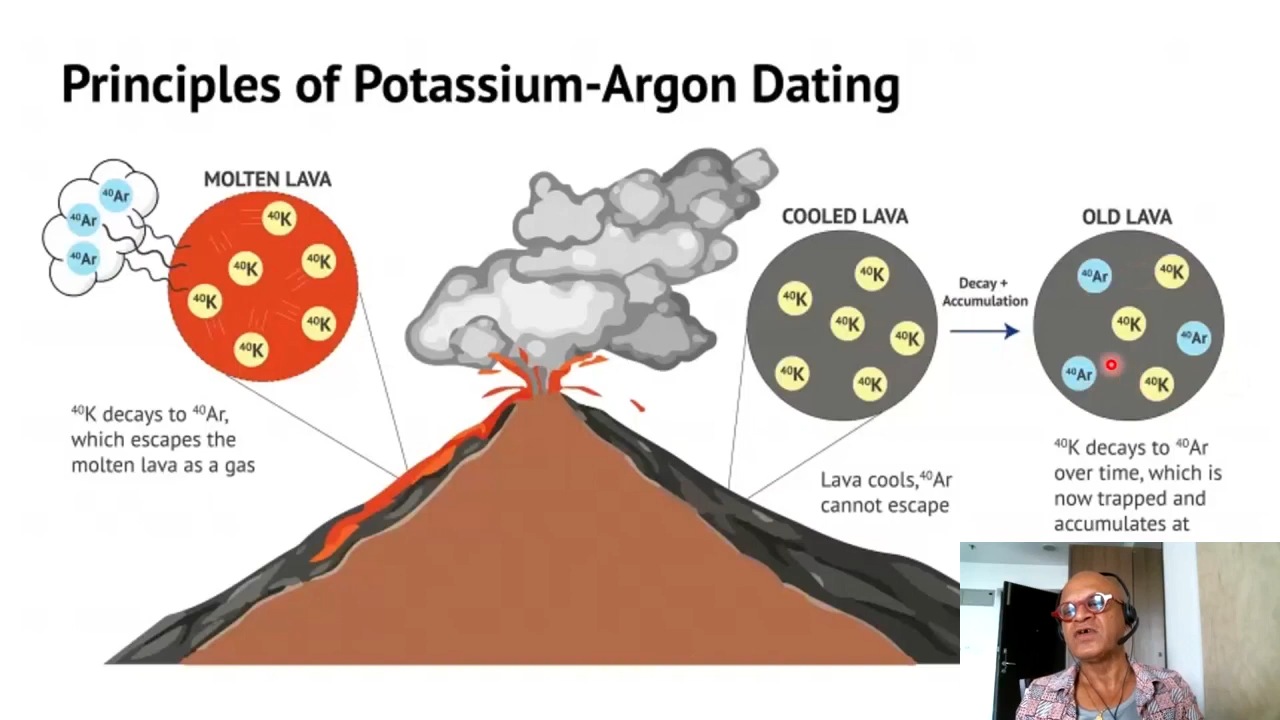 Principles of Potassium-Argon Dating
MOLTEN LAVA
⁴⁰Ar
⁴⁰Ar
⁴⁰Ar
⁴⁰K
⁴⁰K
⁴⁰K
⁴⁰K
⁴⁰K
⁴⁰K
⁴⁰K decays to ⁴⁰Ar,
which escapes the
molten lava as a gas
COOLED LAVA
⁴⁰K
⁴⁰K
⁴⁰K
⁴⁰K
⁴⁰K
⁴⁰K
Lava cools,⁴⁰Ar
cannot escape
Decay +
Accumulation
OLD LAVA
⁴⁰Ar
⁴⁰K
⁴⁰K
⁴⁰Ar
⁴⁰Ar
⁴⁰K
⁴⁰K decays to ⁴⁰Ar
over time, which is
now trapped and
accumulates at